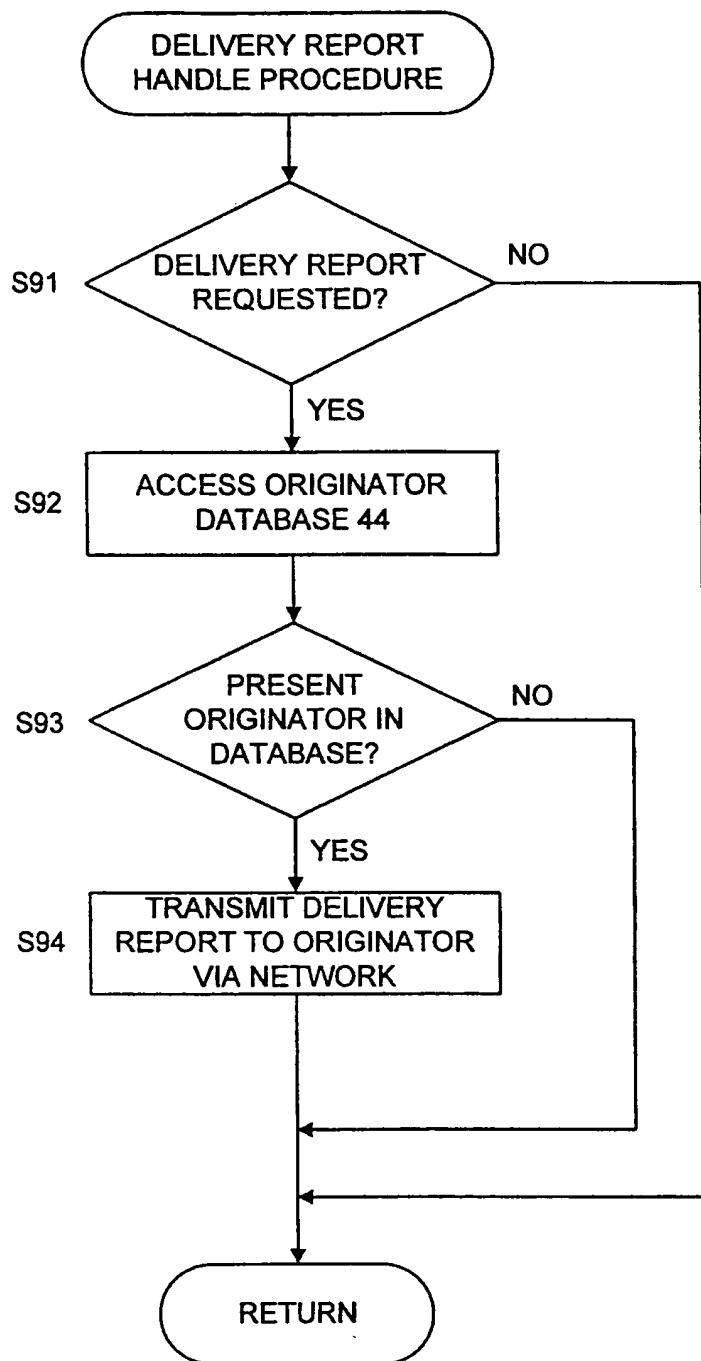 DELIVERY REPORT
HANDLE PROCEDURE
S91
DELIVERY REPORT
REQUESTED?
NO
YES
S92
ACCESS ORIGINATOR
DATABASE 44
S93
PRESENT
ORIGINATOR IN
DATABASE?
NO
YES
S94
TRANSMIT DELIVERY
REPORT TO ORIGINATOR
VIA NETWORK
RETURN